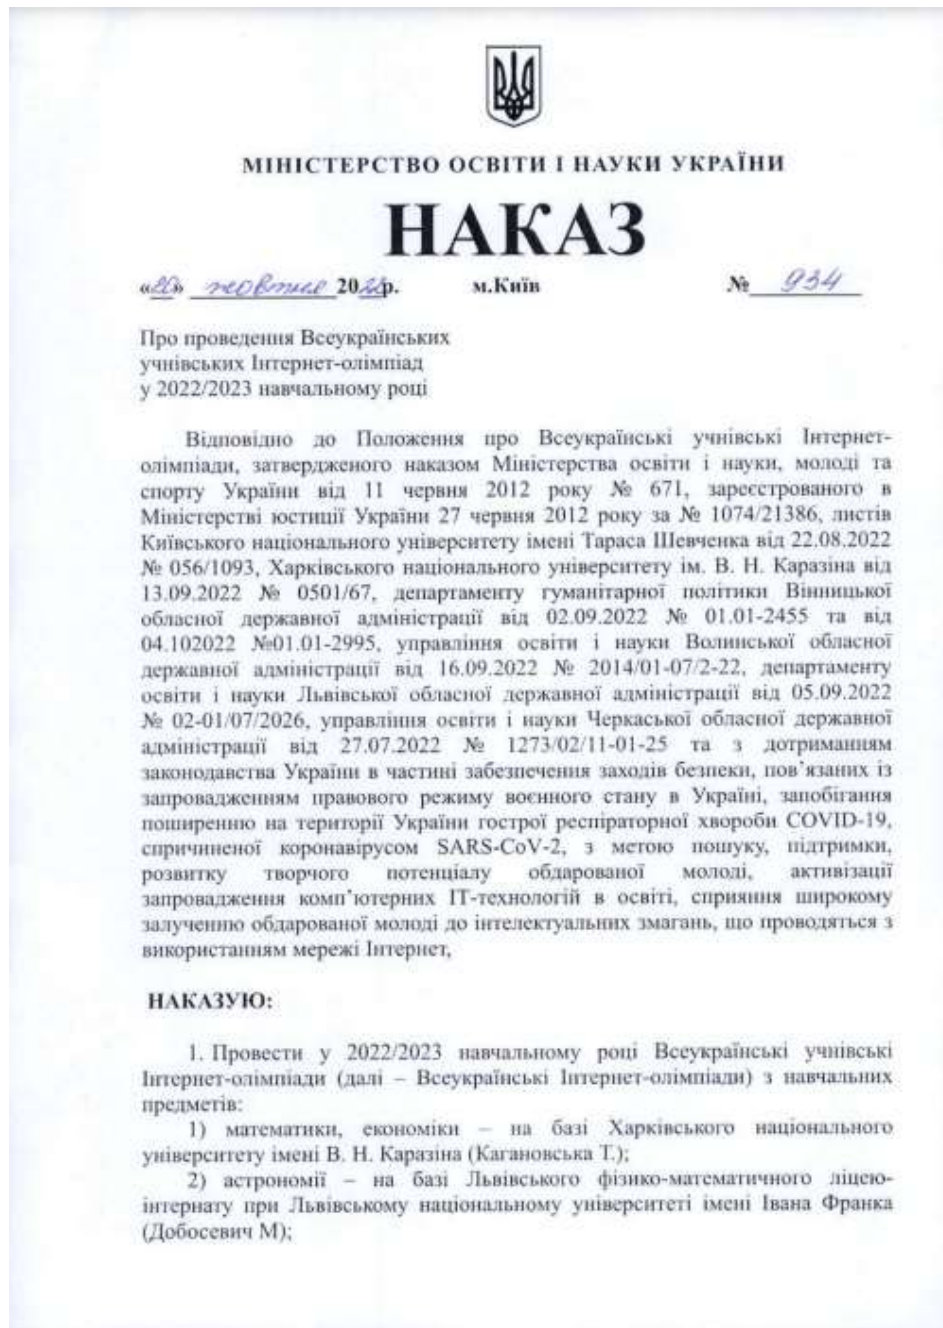 МІНІСТЕРСТВО ОСВІТИ І НАУКИ УКРАЇНИ
НАКАЗ
«20» жовтня 2022р. м.Київ № 934
Про проведення Всеукраїнських
учнівських Інтернет-олімпіад
у 2022/2023 навчальному році
Відповідно до Положення про Всеукраїнські учнівські Інтернет-
олімпіади, затвердженого наказом Міністерства освіти і науки, молоді та
спорту України від 11 червня 2012 року № 671, зареєстрованого в
Міністерстві юстиції України 27 червня 2012 року за № 1074/21386, листів
Київського національного університету імені Тараса Шевченка від 22.08.2022
№ 056/1093, Харківського національного університету ім. В. Н. Каразіна від
13.09.2022 № 0501/67, департаменту гуманітарної політики Вінницької
обласної державної адміністрації від 02.09.2022 № 01.01-2455 та від
04.102022 №01.01-2995, управління освіти і науки Волинської обласної
державної адміністрації від 16.09.2022 № 2014/01-07/2-22, департаменту
освіти і науки Львівської обласної державної адміністрації від 05.09.2022
№ 02-01/07/2026, управління освіти і науки Черкаської обласної державної
адміністрації від 27.07.2022 № 1273/02/11-01-25 та з дотриманням
законодавства України в частині забезпечення заходів безпеки, пов’язаних із
запровадженням правового режиму воєнного стану в Україні, запобігання
поширенню на території України гострої респіраторної хвороби COVID-19,
спричиненої коронавірусом SARS-CoV-2, з метою пошуку, підтримки,
розвитку творчого потенціалу обдарованої молоді, активізації
запровадження комп’ютерних ІТ-технологій в освіті, сприяння широкому
залученню обдарованої молоді до інтелектуальних змагань, що проводяться з
використанням мережі Інтернет,
НАКАЗУЮ:
1. Провести у 2022/2023 навчальному році Всеукраїнські учнівські
Інтернет-олімпіади (далі – Всеукраїнські Інтернет-олімпіади) з навчальних
предметів:
1) математики, економіки – на базі Харківського національного
університету імені В. Н. Каразіна (Кагановська Т.);
2) астрономії – на базі Львівського фізико-математичного ліцею-
інтернату при Львівському національному університеті імені Івана Франка
(Добосевич М);